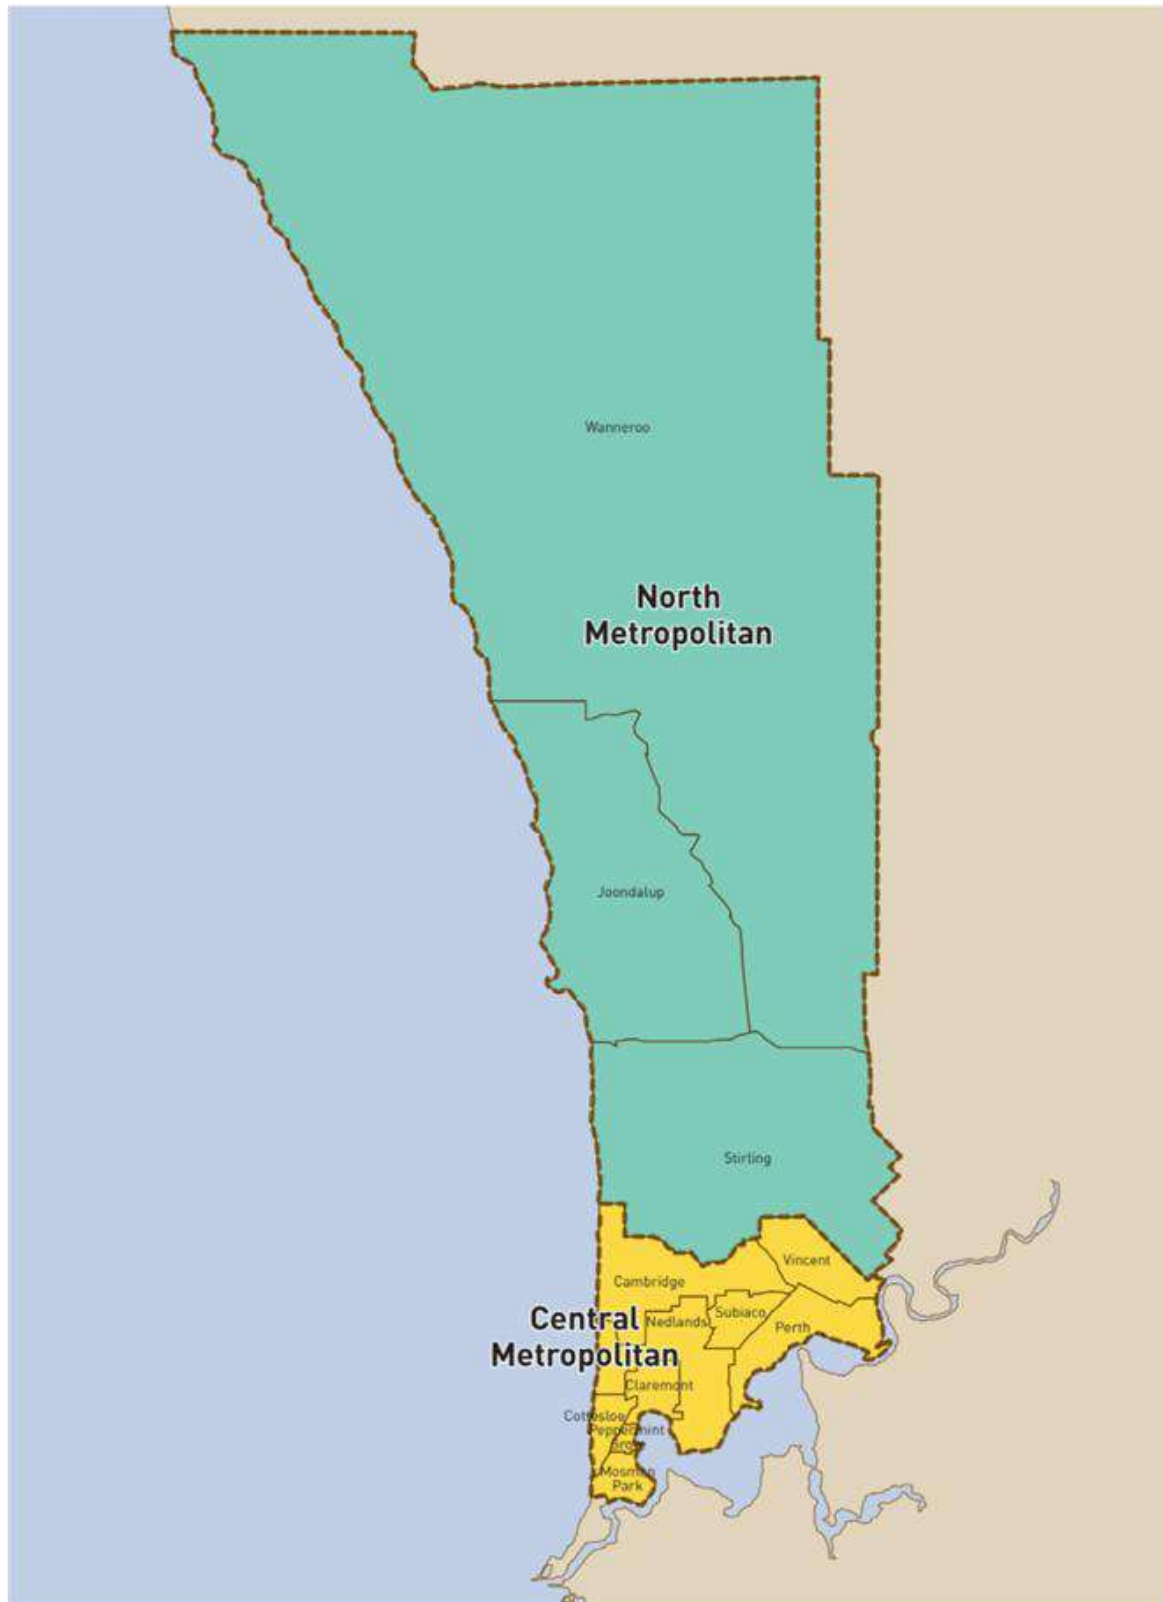 Wanneroo
North
Metropolitan
Joondalup
Stirling
Vincent
Cambridge
Subiaco
Central
Nedlands
Perth
Metropolitan
Claremont
Cottesloe
Peppermint
Mosman
Park